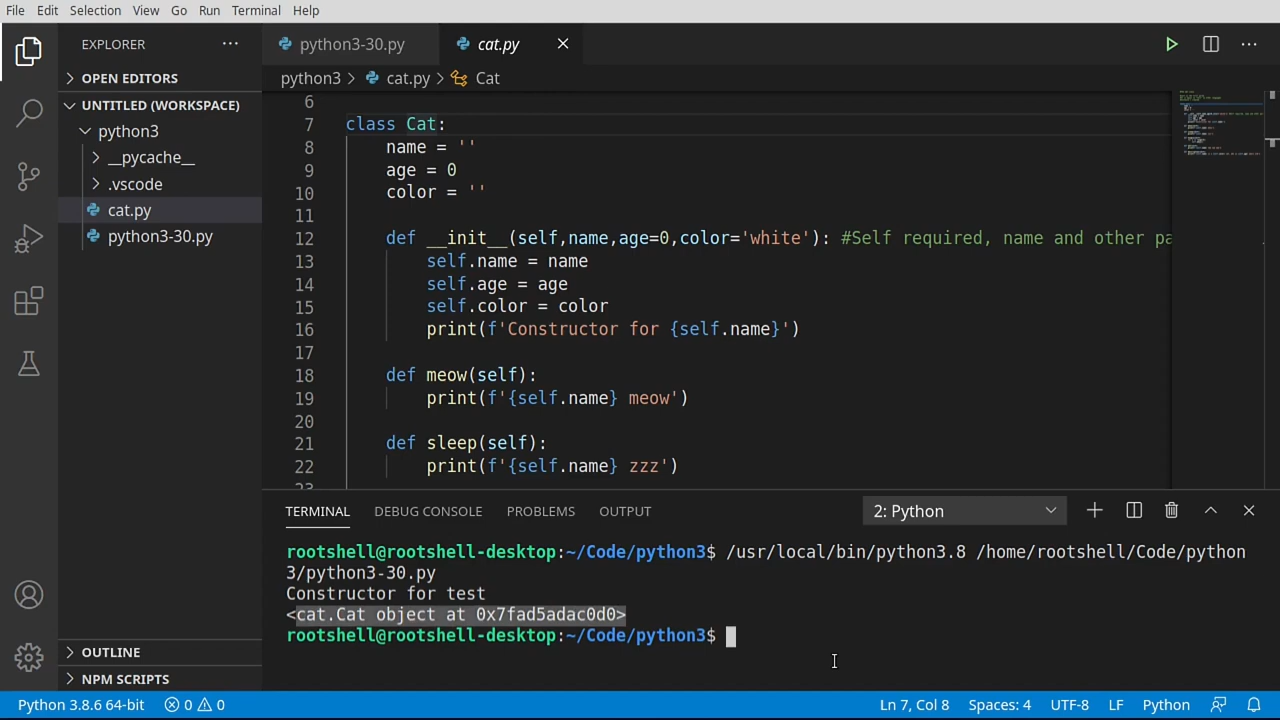 File Edit Selection View Go Run Terminal Help
EXPLORER ...
python3-30.py cat.py
OPEN EDITORS
python3 > cat.py > Cat
UNTITLED (WORKSPACE)
python3
__pycache__
.vscode
cat.py
python3-30.py
6
7 class Cat:
8 name = ''
9 age = 0
10 color = ''
11
12 def __init__(self,name,age=0,color='white'): #Self required, name and other pa
13 self.name = name
14 self.age = age
15 self.color = color
16 print(f'Constructor for {self.name}')
17
18 def meow(self):
19 print(f'{self.name} meow')
20
21 def sleep(self):
22 print(f'{self.name} zzz')
23
TERMINAL DEBUG CONSOLE PROBLEMS OUTPUT 2: Python
rootshell@rootshell-desktop:~/Code/python3$ /usr/local/bin/python3.8 /home/rootshell/Code/python
3/python3-30.py
Constructor for test
<cat.Cat object at 0x7fad5adac0d0>
rootshell@rootshell-desktop:~/Code/python3$
OUTLINE
NPM SCRIPTS
Python 3.8.6 64-bit 0 0 Ln 7, Col 8 Spaces: 4 UTF-8 LF Python